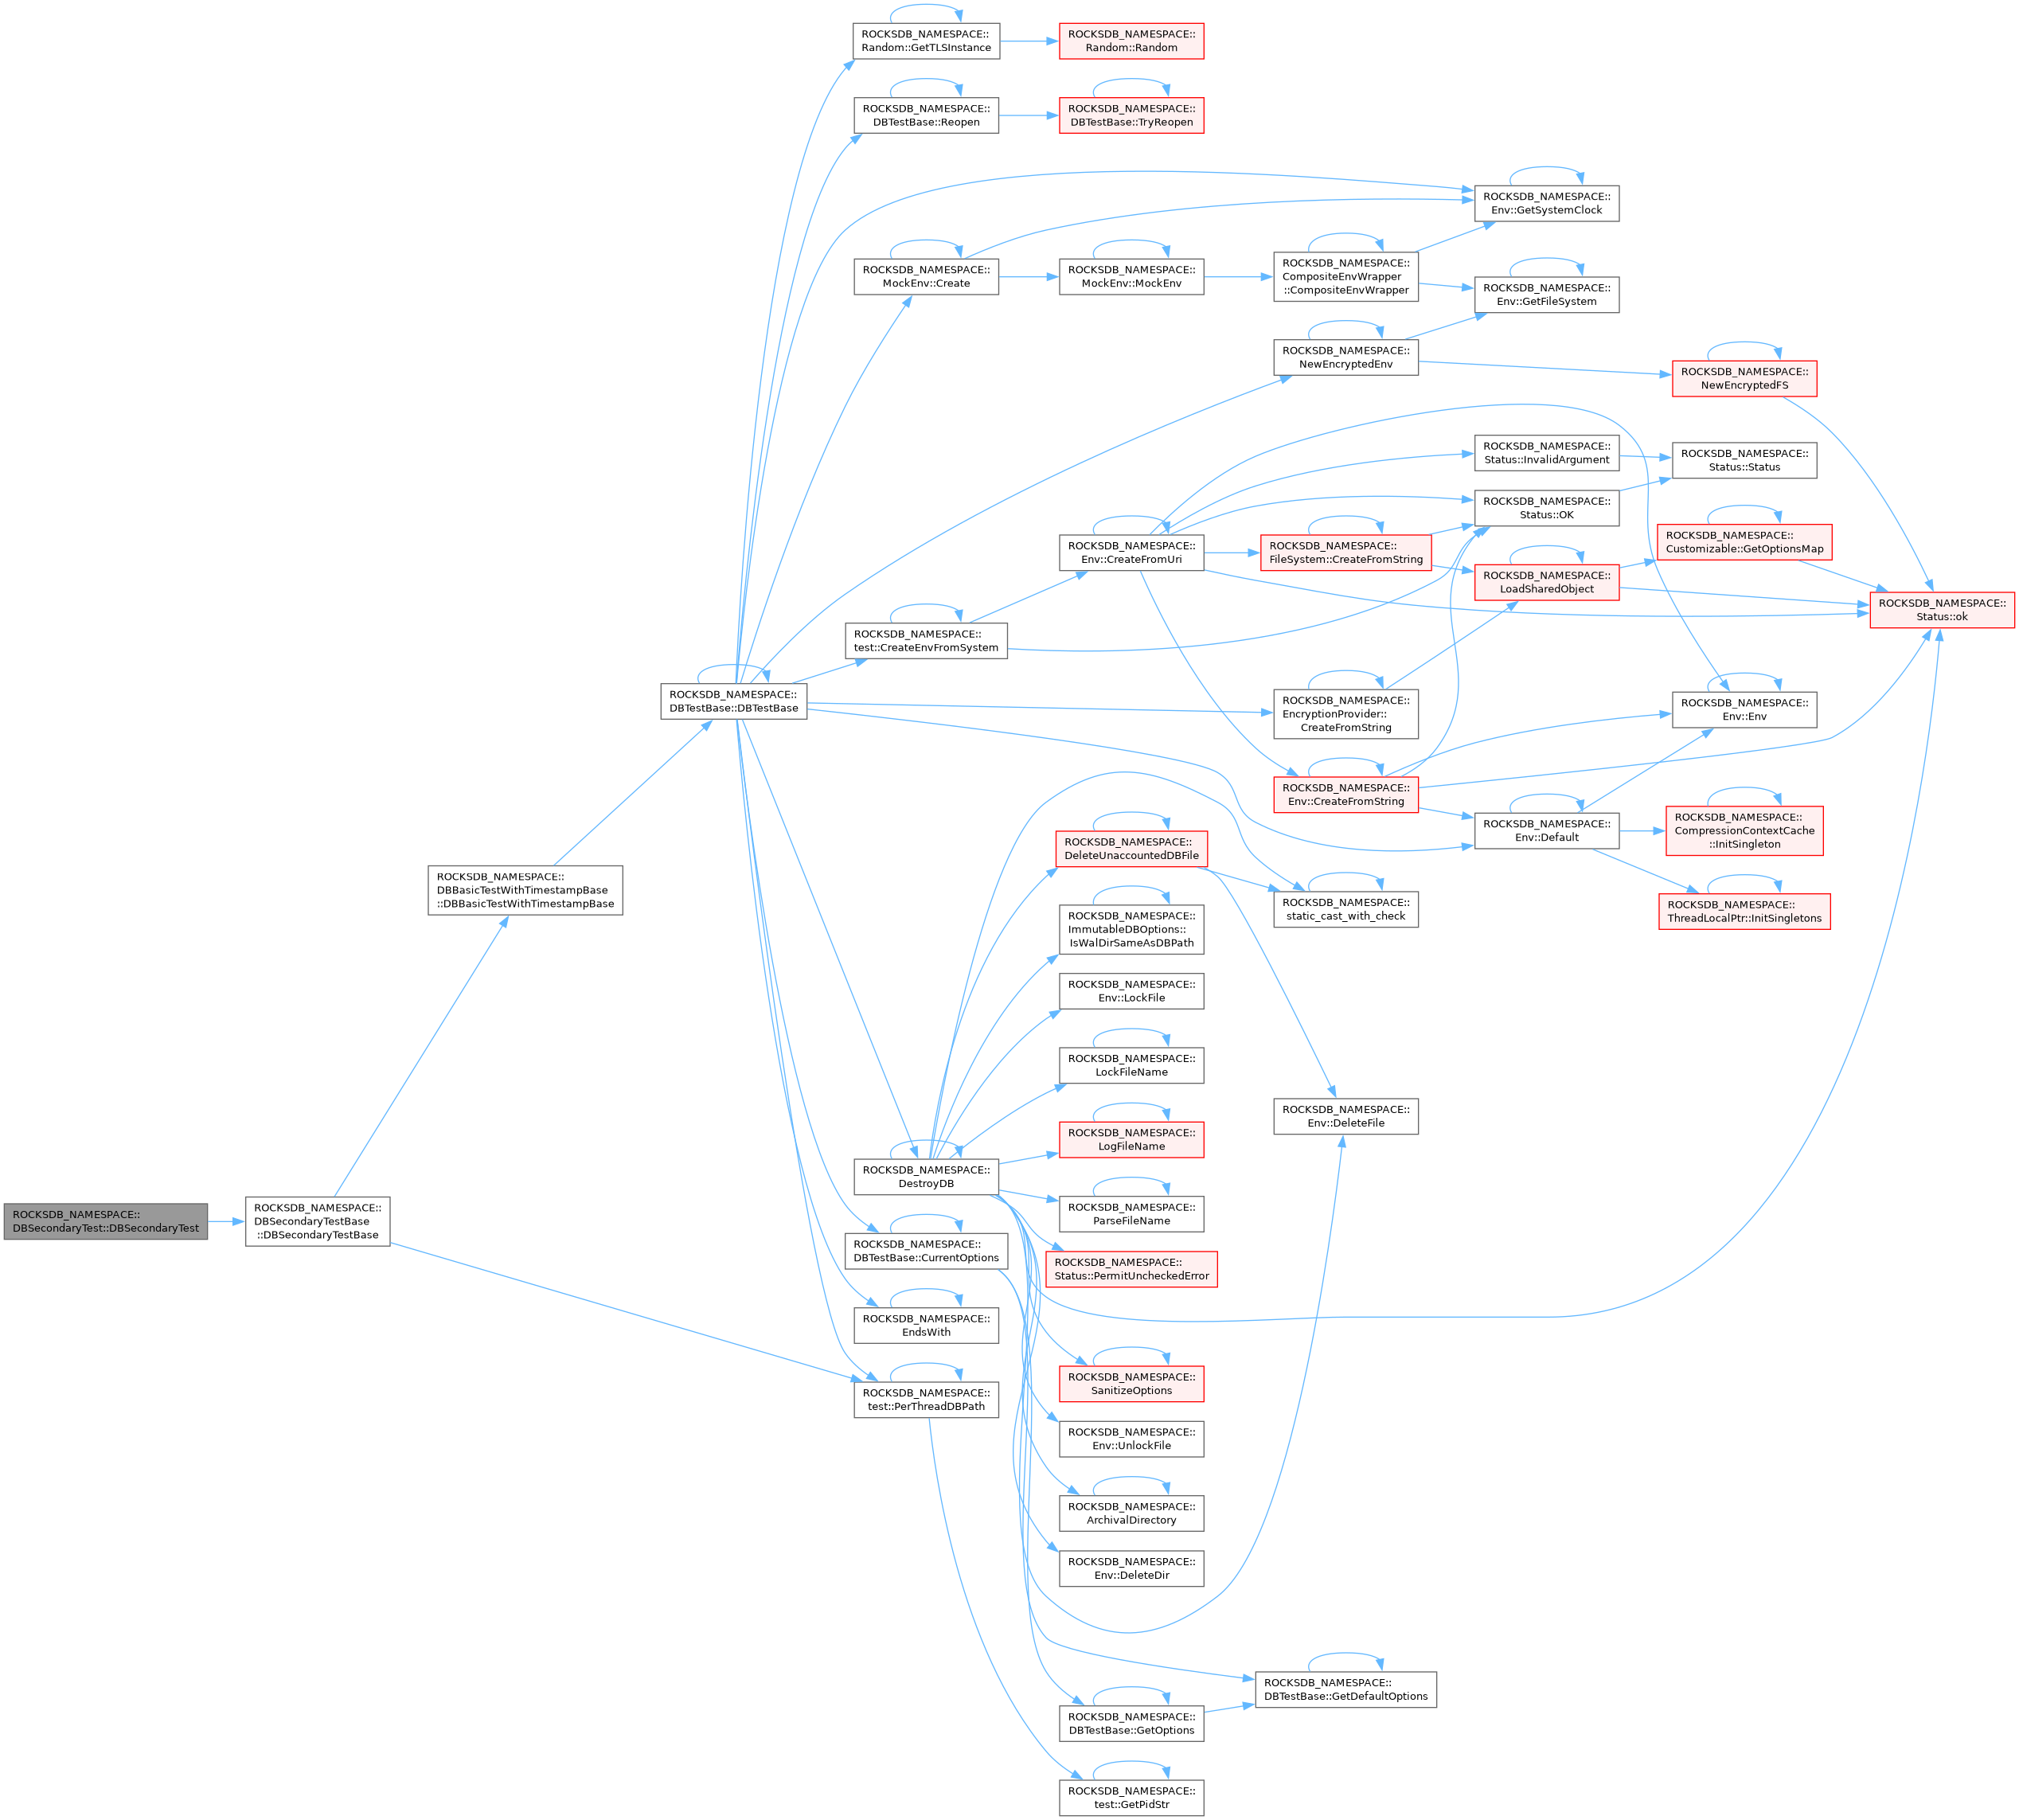 ROCKSDB_NAMESPACE::
DBSecondaryTest::DBSecondaryTest
ROCKSDB_NAMESPACE::
DBSecondaryTestBase
::DBSecondaryTestBase
ROCKSDB_NAMESPACE::
DBBasicTestWithTimestampBase
::DBBasicTestWithTimestampBase
ROCKSDB_NAMESPACE::
DBTestBase::DBTestBase
ROCKSDB_NAMESPACE::
Random::GetTLSInstance
ROCKSDB_NAMESPACE::
DBTestBase::Reopen
ROCKSDB_NAMESPACE::
MockEnv::Create
ROCKSDB_NAMESPACE::
test::CreateEnvFromSystem
ROCKSDB_NAMESPACE::
DestroyDB
ROCKSDB_NAMESPACE::
DBTestBase::CurrentOptions
ROCKSDB_NAMESPACE::
EndsWith
ROCKSDB_NAMESPACE::
test::PerThreadDBPath
ROCKSDB_NAMESPACE::
Random::Random
ROCKSDB_NAMESPACE::
DBTestBase::TryReopen
ROCKSDB_NAMESPACE::
MockEnv::MockEnv
ROCKSDB_NAMESPACE::
Env::CreateFromUri
ROCKSDB_NAMESPACE::
DeleteUnaccountedDBFile
ROCKSDB_NAMESPACE::
ImmutableDBOptions::
IsWalDirSameAsDBPath
ROCKSDB_NAMESPACE::
Env::LockFile
ROCKSDB_NAMESPACE::
LockFileName
ROCKSDB_NAMESPACE::
LogFileName
ROCKSDB_NAMESPACE::
ParseFileName
ROCKSDB_NAMESPACE::
Status::PermitUncheckedError
ROCKSDB_NAMESPACE::
SanitizeOptions
ROCKSDB_NAMESPACE::
Env::UnlockFile
ROCKSDB_NAMESPACE::
ArchivalDirectory
ROCKSDB_NAMESPACE::
Env::DeleteDir
ROCKSDB_NAMESPACE::
DBTestBase::GetOptions
ROCKSDB_NAMESPACE::
test::GetPidStr
ROCKSDB_NAMESPACE::
CompositeEnvWrapper
::CompositeEnvWrapper
ROCKSDB_NAMESPACE::
NewEncryptedEnv
ROCKSDB_NAMESPACE::
FileSystem::CreateFromString
ROCKSDB_NAMESPACE::
EncryptionProvider::
CreateFromString
ROCKSDB_NAMESPACE::
Env::CreateFromString
ROCKSDB_NAMESPACE::
static_cast_with_check
ROCKSDB_NAMESPACE::
Env::DeleteFile
ROCKSDB_NAMESPACE::
DBTestBase::GetDefaultOptions
ROCKSDB_NAMESPACE::
Env::GetSystemClock
ROCKSDB_NAMESPACE::
Env::GetFileSystem
ROCKSDB_NAMESPACE::
Status::InvalidArgument
ROCKSDB_NAMESPACE::
Status::OK
ROCKSDB_NAMESPACE::
LoadSharedObject
ROCKSDB_NAMESPACE::
Env::Default
ROCKSDB_NAMESPACE::
NewEncryptedFS
ROCKSDB_NAMESPACE::
Status::Status
ROCKSDB_NAMESPACE::
Customizable::GetOptionsMap
ROCKSDB_NAMESPACE::
Env::Env
ROCKSDB_NAMESPACE::
CompressionContextCache
::InitSingleton
ROCKSDB_NAMESPACE::
ThreadLocalPtr::InitSingletons
ROCKSDB_NAMESPACE::
Status::ok